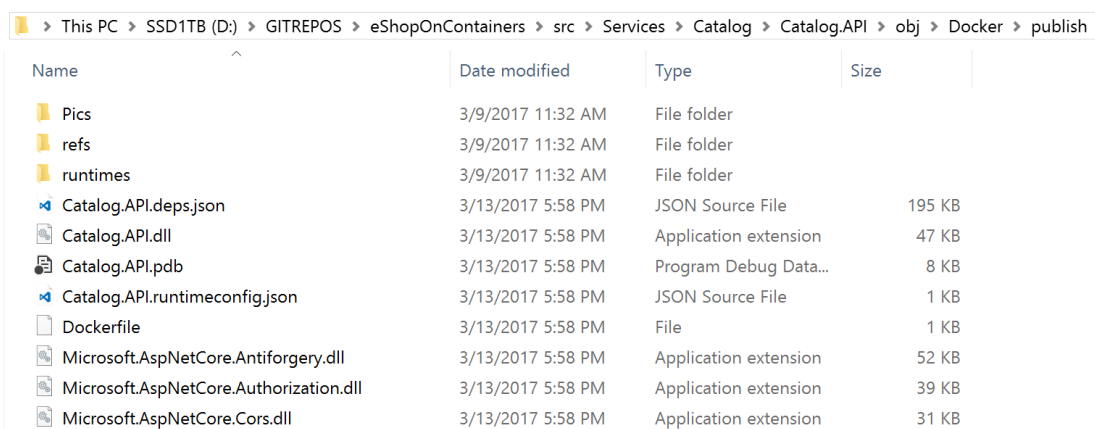 This PC > SSD1TB (D:) > GITREPOS > eShopOnContainers > src > Services > Catalog > Catalog.API > obj > Docker > publish
Name Date modified Type Size
Pics 3/9/2017 11:32 AM File folder
refs 3/9/2017 11:32 AM File folder
runtimes 3/9/2017 11:32 AM File folder
Catalog.API.deps.json 3/13/2017 5:58 PM JSON Source File 195 KB
Catalog.API.dll 3/13/2017 5:58 PM Application extension 47 KB
Catalog.API.pdb 3/13/2017 5:58 PM Program Debug Data... 8 KB
Catalog.API.runtimeconfig.json 3/13/2017 5:58 PM JSON Source File 1 KB
Dockerfile 3/13/2017 5:58 PM File 1 KB
Microsoft.AspNetCore.Antiforgery.dll 3/13/2017 5:58 PM Application extension 52 KB
Microsoft.AspNetCore.Authorization.dll 3/13/2017 5:58 PM Application extension 39 KB
Microsoft.AspNetCore.Cors.dll 3/13/2017 5:58 PM Application extension 31 KB